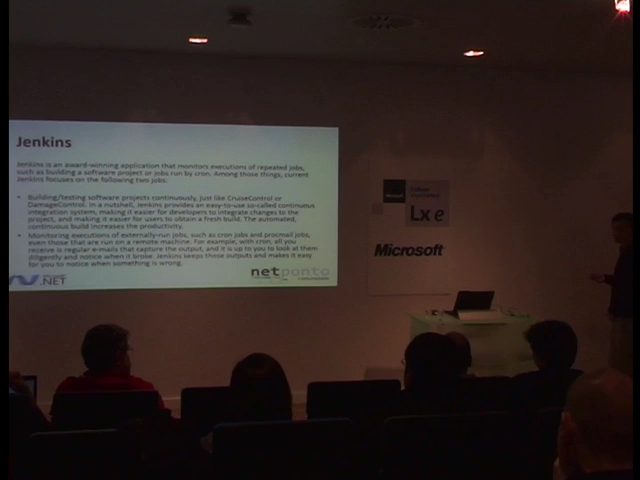 Jenkins
Jenkins is an award-winning application that monitors executions of repeated jobs,
such as building a software project or jobs run by cron. Among those things, current
Jenkins focuses on the following two jobs:
• Building/testing software projects continuously, just like CruiseControl or
DamageControl. In a nutshell, Jenkins provides an easy-to-use so-called continuous
integration system, making it easier for developers to integrate changes to the
project, and making it easier for users to obtain a fresh build. The automated,
continuous build increases the productivity.
• Monitoring executions of externally-run jobs, such as cron jobs and procmail jobs,
even those that are run on a remote machine. For example, with cron, all you
receive is regular e-mails that capture the output, and it is up to you to look at them
diligently and notice when it broke. Jenkins keeps those outputs and makes it easy
for you to notice when something is wrong.
.NET
netponto
Lx e
Microsoft